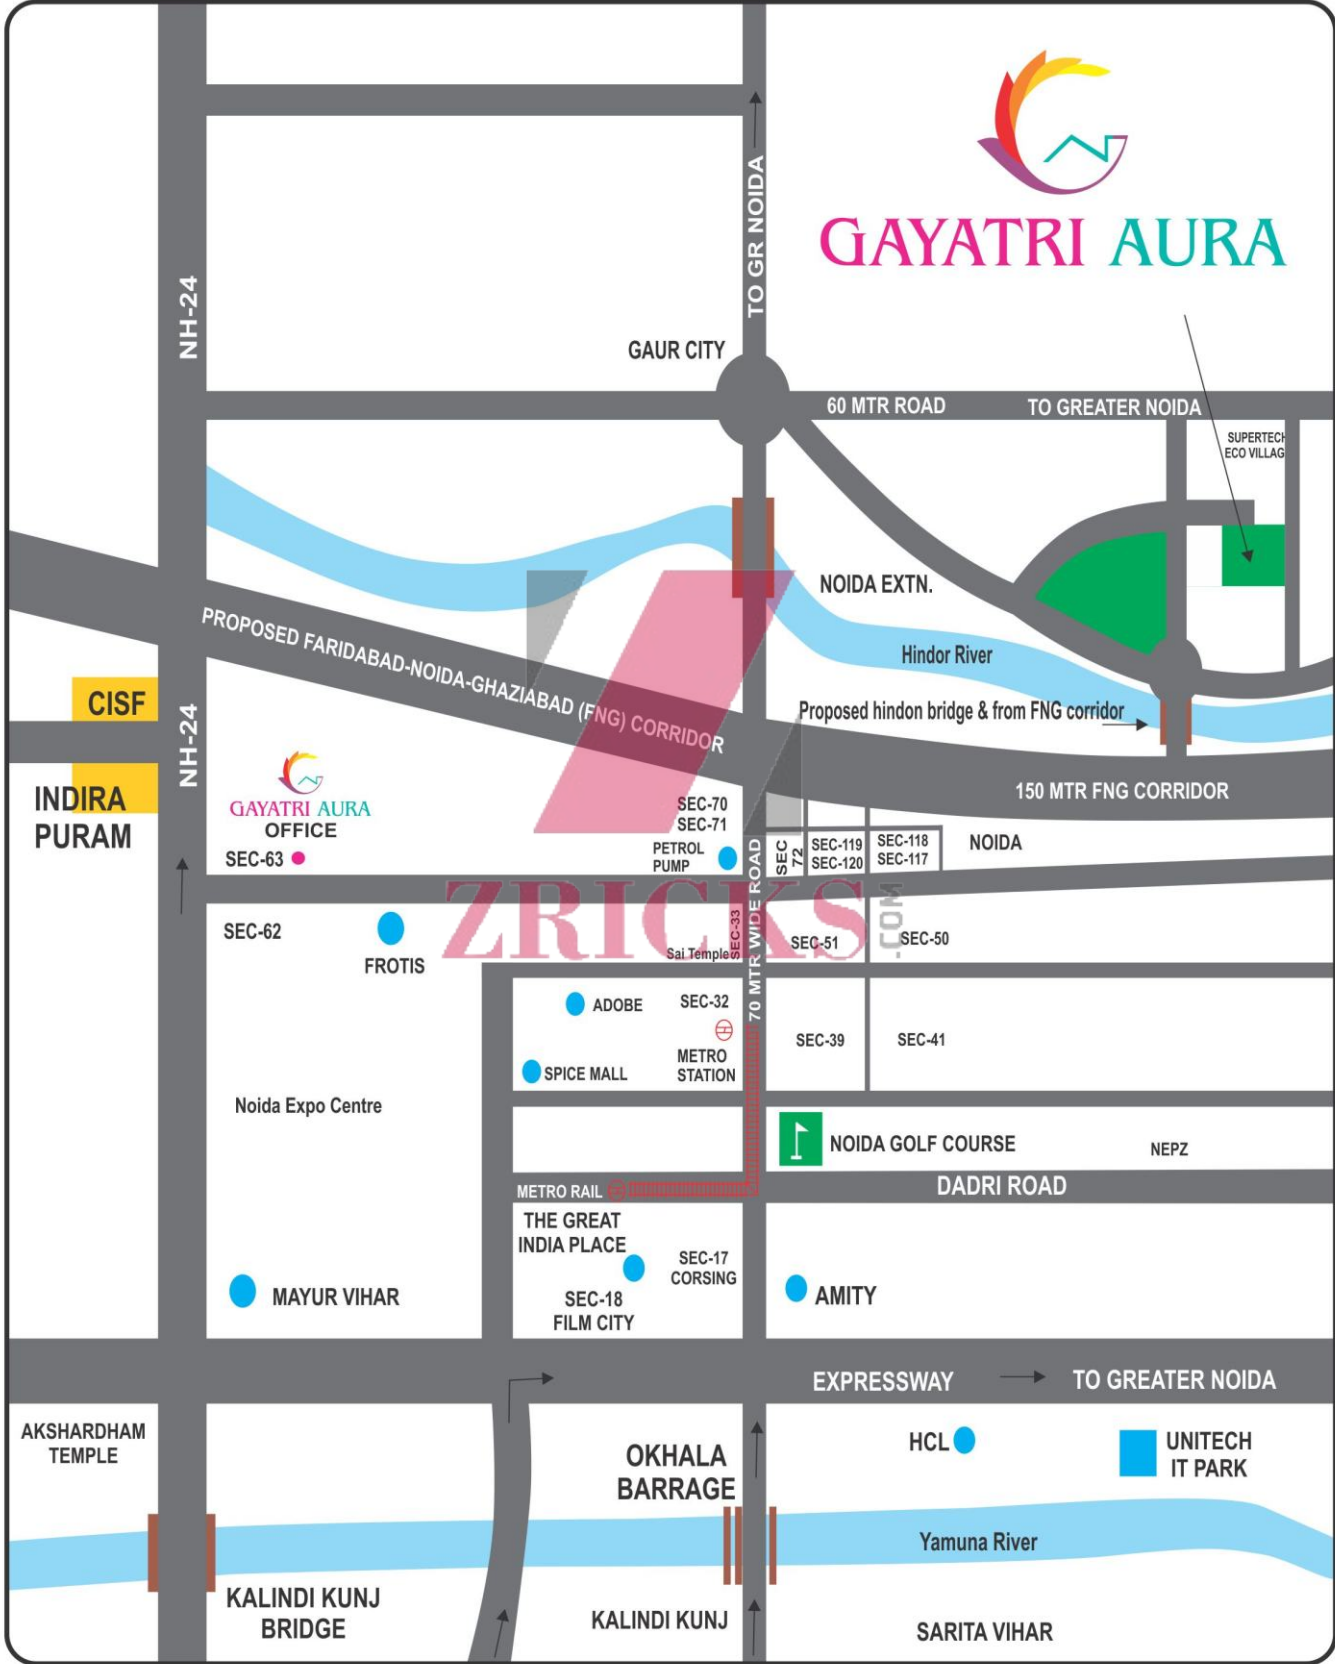 GAYATRI AURA
TO GR NOIDA
NH-24
GAUR CITY
60 MTR ROAD
TO GREATER NOIDA
SUPERTECH
ECO VILLAG
NOIDA EXTN.
Hindor River
PROPOSED FARIDABAD-NOIDA-GHAZIABAD (FNG) CORRIDOR
Proposed hindon bridge & from FNG corridor
CISF
NH-24
INDIRA
PURAM
GAYATRI AURA
OFFICE
SEC-63
150 MTR FNG CORRIDOR
SEC-70
SEC-71
PETROL
PUMP
SEC
72
SEC-119
SEC-120
SEC-118
SEC-117
NOIDA
70 MTR WIDE ROAD
ZRICKS
.COM
SEC-62
FROTIS
SEC-33
Sai Temple
SEC-51
SEC-50
ADOBE
SEC-32
METRO
STATION
SPICE MALL
SEC-39
SEC-41
Noida Expo Centre
NOIDA GOLF COURSE
NEPZ
METRO RAIL
DADRI ROAD
THE GREAT
INDIA PLACE
SEC-17
CORSING
SEC-18
FILM CITY
MAYUR VIHAR
AMITY
EXPRESSWAY
TO GREATER NOIDA
AKSHARDHAM
TEMPLE
OKHALA
BARRAGE
HCL
UNITECH
IT PARK
Yamuna River
KALINDI KUNJ
BRIDGE
KALINDI KUNJ
SARITA VIHAR